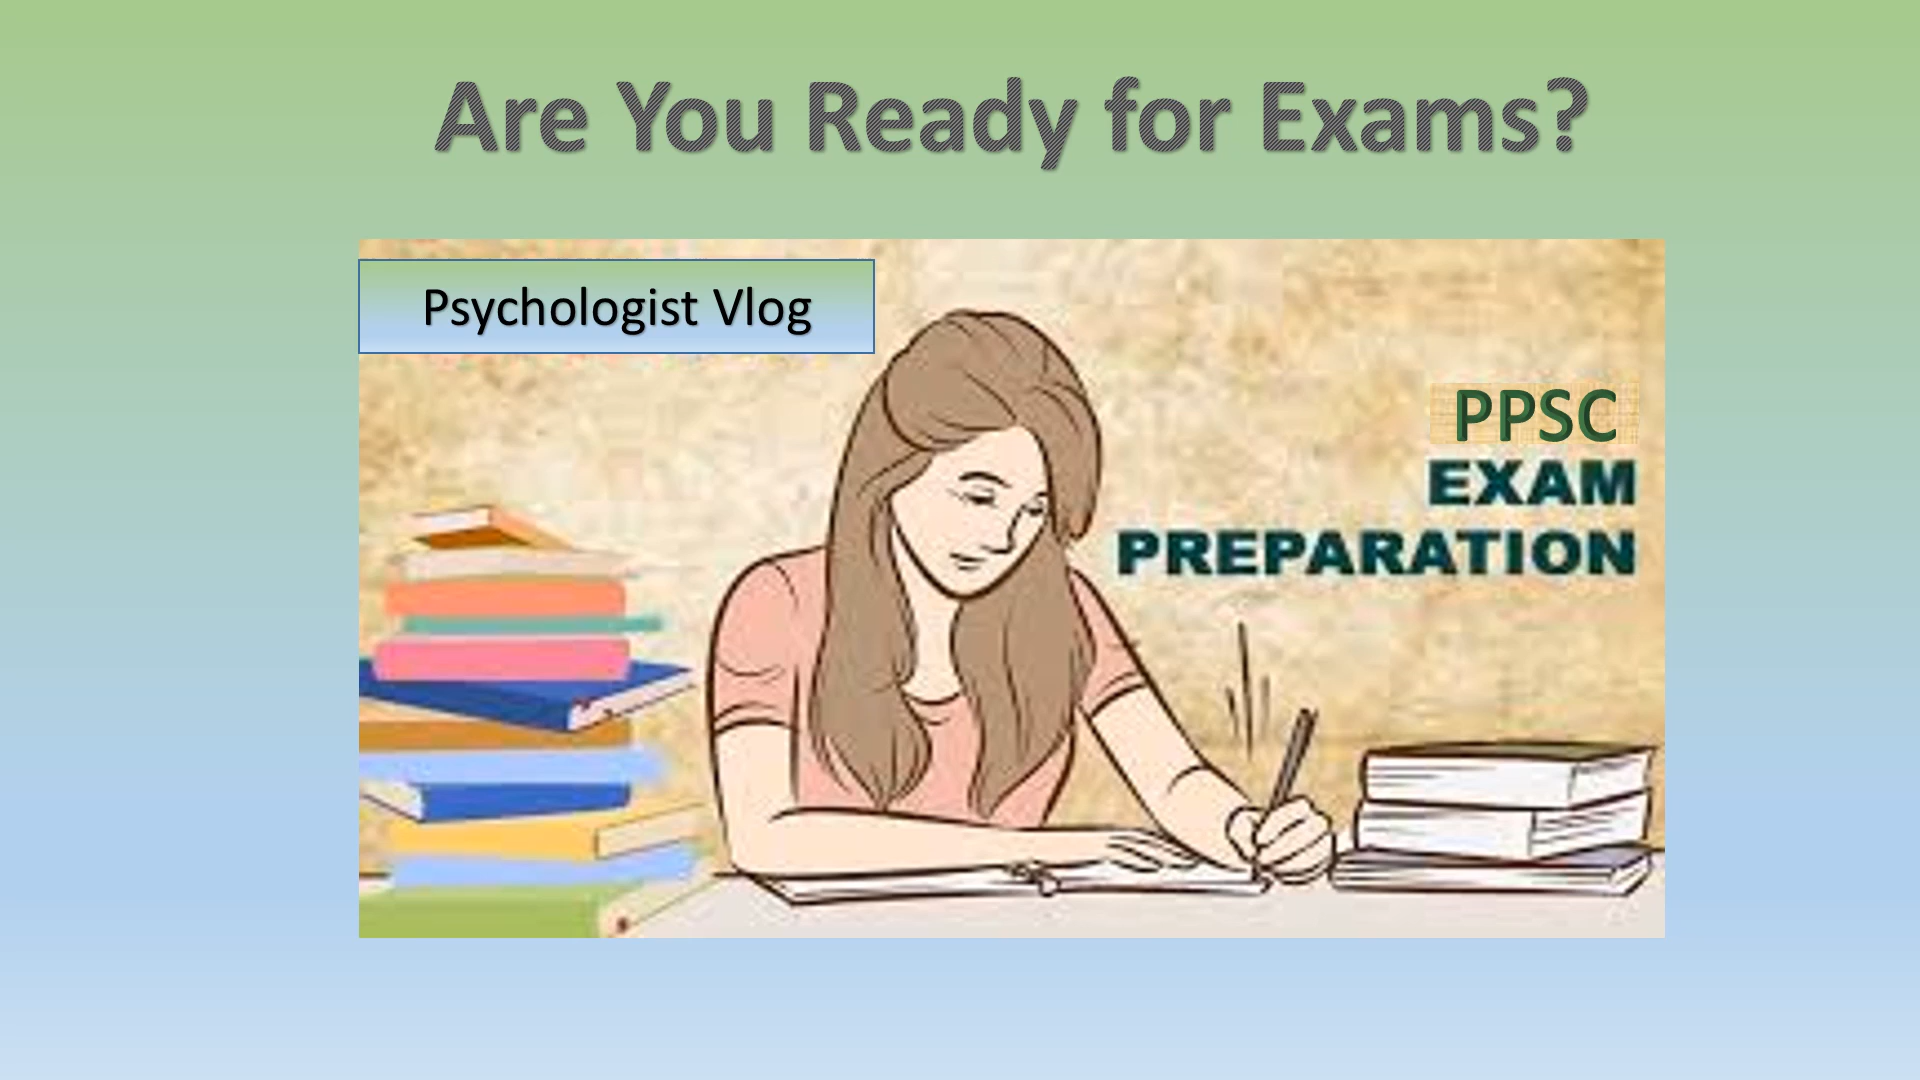 Are You Ready for Exams?
Psychologist Vlog
PPSC
EXAM
PREPARATION